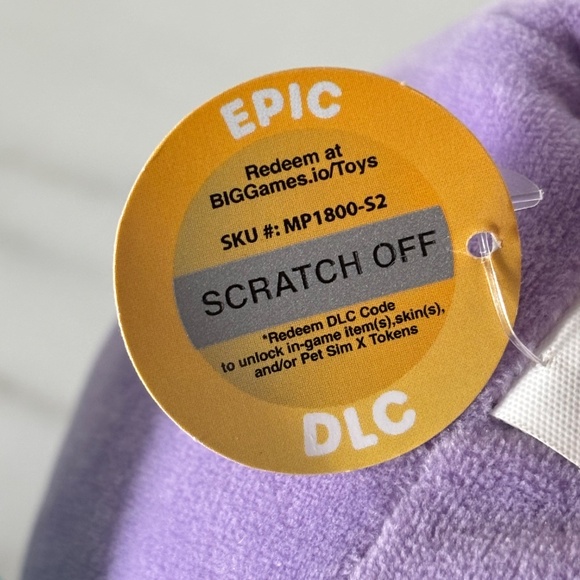 EPIC
Redeem at
BIGGames.io/Toys
SKU #: MP1800-S2
SCRATCH OFF
*Redeem DLC Code
to unlock in-game item(s),skin(s),
and/or Pet Sim X Tokens
DLC